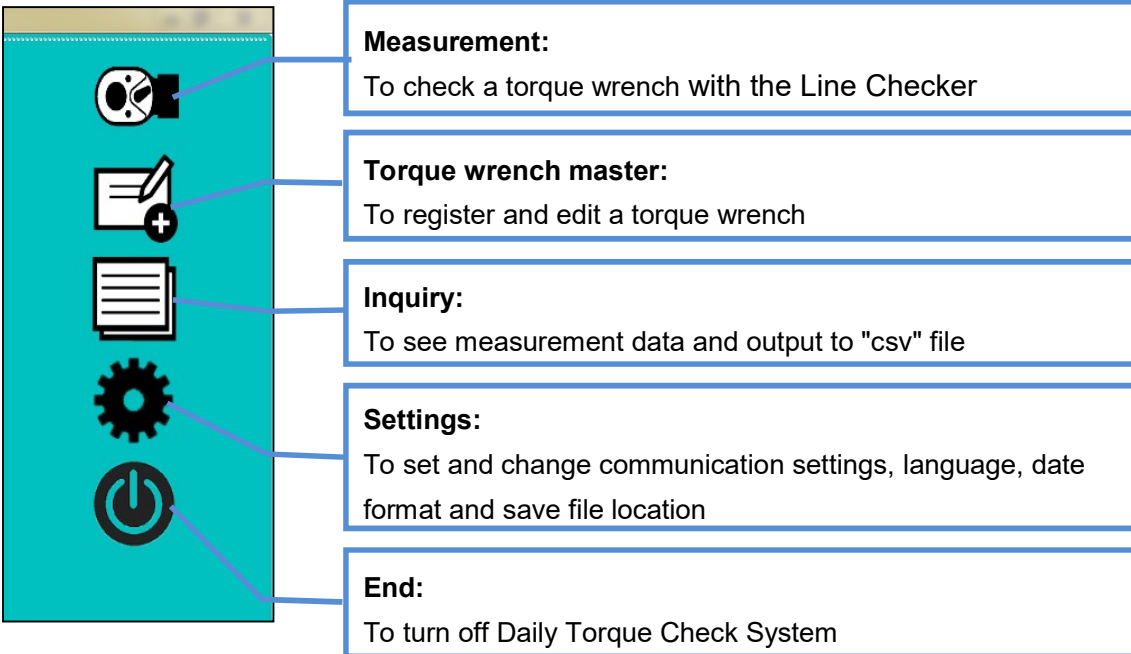 Measurement:
To check a torque wrench with the Line Checker
Torque wrench master:
To register and edit a torque wrench
Inquiry:
To see measurement data and output to "csv" file
Settings:
To set and change communication settings, language, date
format and save file location
End:
To turn off Daily Torque Check System